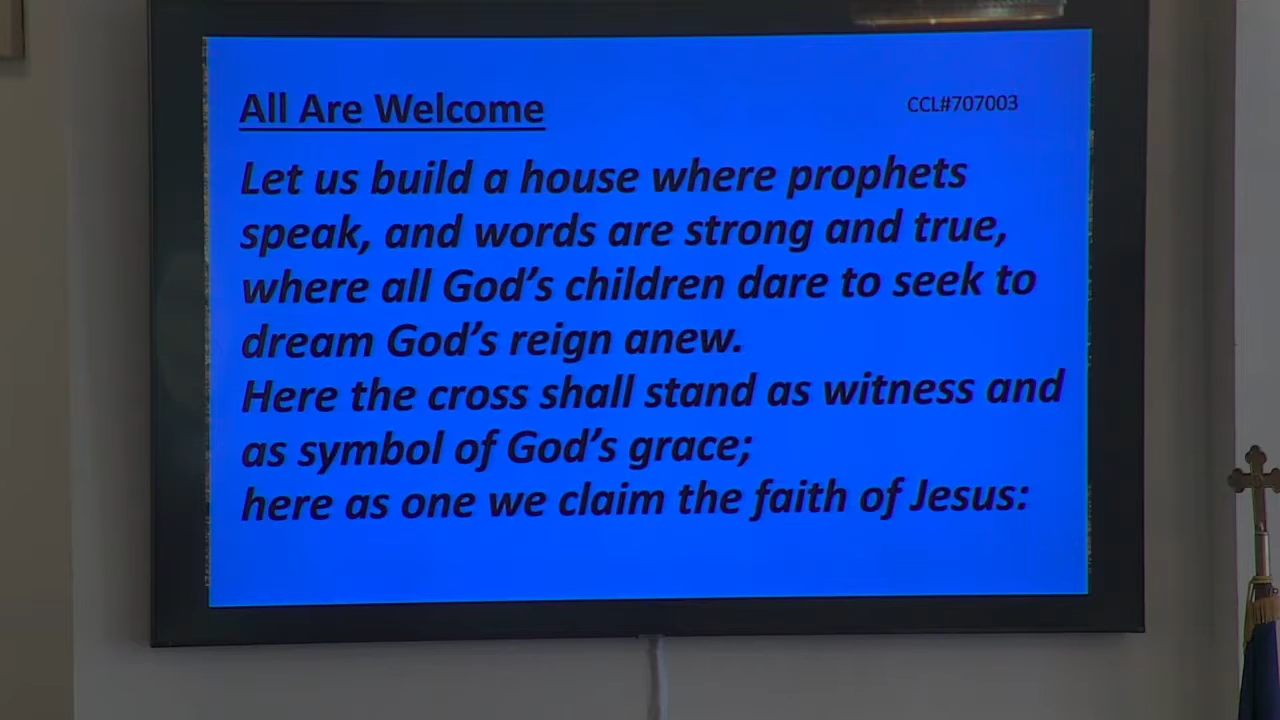 All Are Welcome
CCL#707003
Let us build a house where prophets
speak, and words are strong and true,
where all God’s children dare to seek to
dream God’s reign anew.
Here the cross shall stand as witness and
as symbol of God’s grace;
here as one we claim the faith of Jesus: